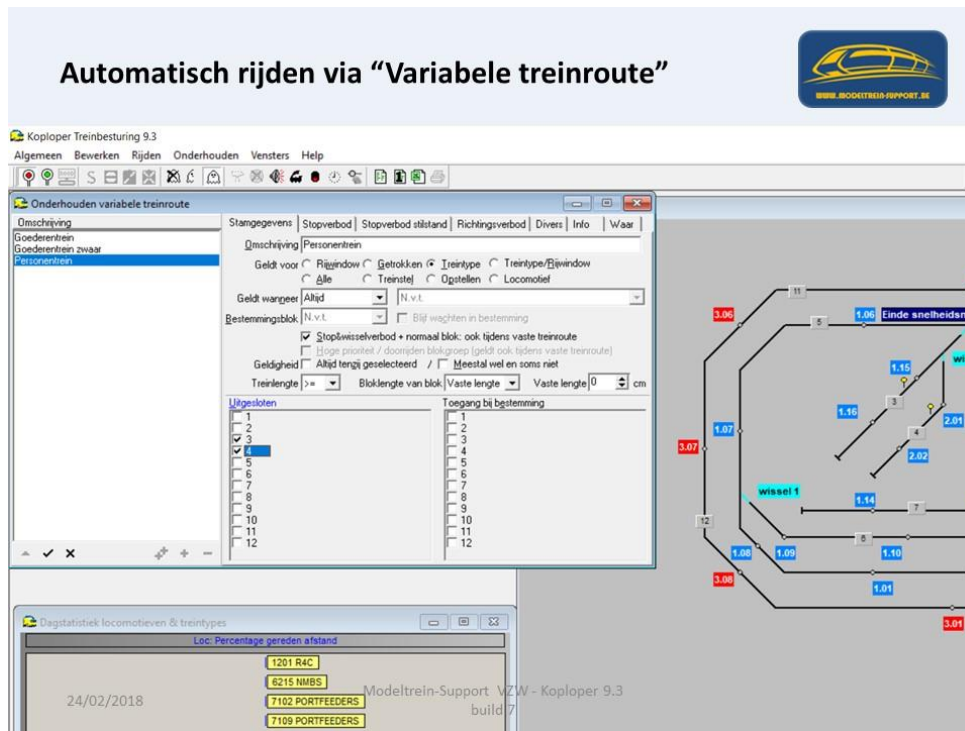 Automatisch rijden via “Variabele treinroute”
WWW.MODELTREIN-SUPPORT.BE
Koploper Treinbesturing 9.3
Algemeen Bewerken Rijden Onderhouden Vensters Help
Onderhouden variabele treinroute
Omschrijving
Goederentrein
Goederentrein zwaar
Personentrein
Stamgegevens Stopverbod Stopverbod stilstand Richtingsverbod Divers Info Waar
Omschrijving Personentrein
Geldt voor Rijwindow Getrokken Treintype Treintype/Rijwindow
Alle Treinstel Opstellen Locomotief
Geldt wanneer Altijd N.v.t.
Bestemmingsblok N.v.t. Blijf wachten in bestemming
Stop&wisselverbod + normaal blok: ook tijdens vaste treinroute
Hoge prioriteit / doorrijden blokgroep (geldt ook tijdens vaste treinroute)
Geldigheid Altijd tenzij geselecteerd / Meestal wel en soms niet
Treinlengte >= Bloklengte van blok Vaste lengte Vaste lengte 0 cm
Uitgesloten
1
2
3
4
5
6
7
8
9
10
11
12
Toegang bij bestemming
1
2
3
4
5
6
7
8
9
10
11
12
11
3.06
5
1.06
Einde snelheidsm
wi
1.15
3
1.16
4
2.01
1.07
2.02
3.07
wissel 1
1.14
7
12
6
1.08
1.09
1.10
3.08
1.01
3.01
Dagstatistiek locomotieven & treintypes
Loc: Percentage gereden afstand
1201 R4C
6215 NMBS
7102 PORTFEEDERS
7109 PORTFEEDERS
24/02/2018
Modeltrein-Support VZW - Koploper 9.3
build 7